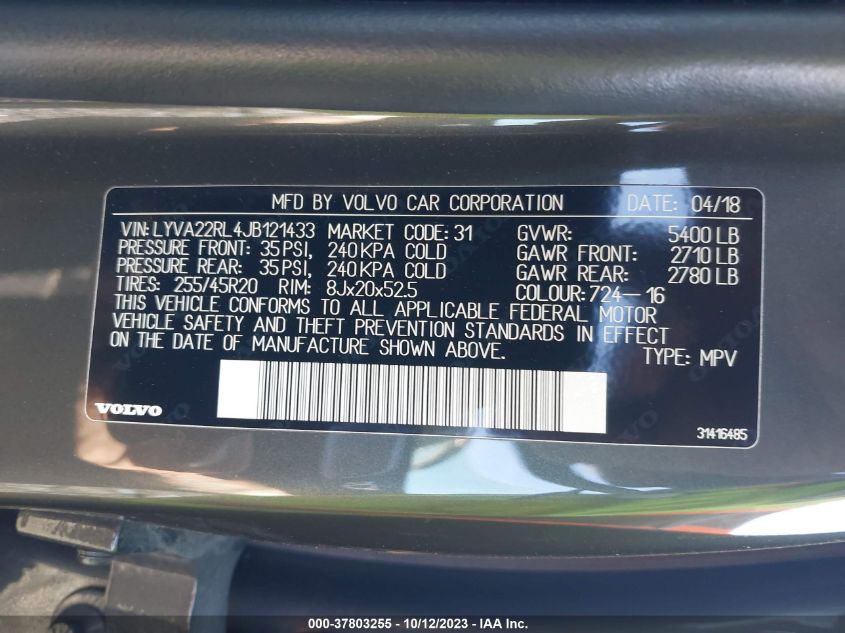 MFD BY VOLVO CAR CORPORATION DATE: 04/18
VIN: LYVA22RL4JB121433 MARKET CODE: 31 GVWR: 5400 LB
PRESSURE FRONT: 35 PSI, 240 KPA COLD GAWR FRONT: 2710 LB
PRESSURE REAR: 35 PSI, 240 KPA COLD GAWR REAR: 2780 LB
TIRES: 255/45R20 RIM: 8Jx20x52.5 COLOUR: 724-16
THIS VEHICLE CONFORMS TO ALL APPLICABLE FEDERAL MOTOR
VEHICLE SAFETY AND THEFT PREVENTION STANDARDS IN EFFECT
ON THE DATE OF MANUFACTURE SHOWN ABOVE. TYPE: MPV
VOLVO
31416485
000-37803255 - 10/12/2023 - IAA Inc.